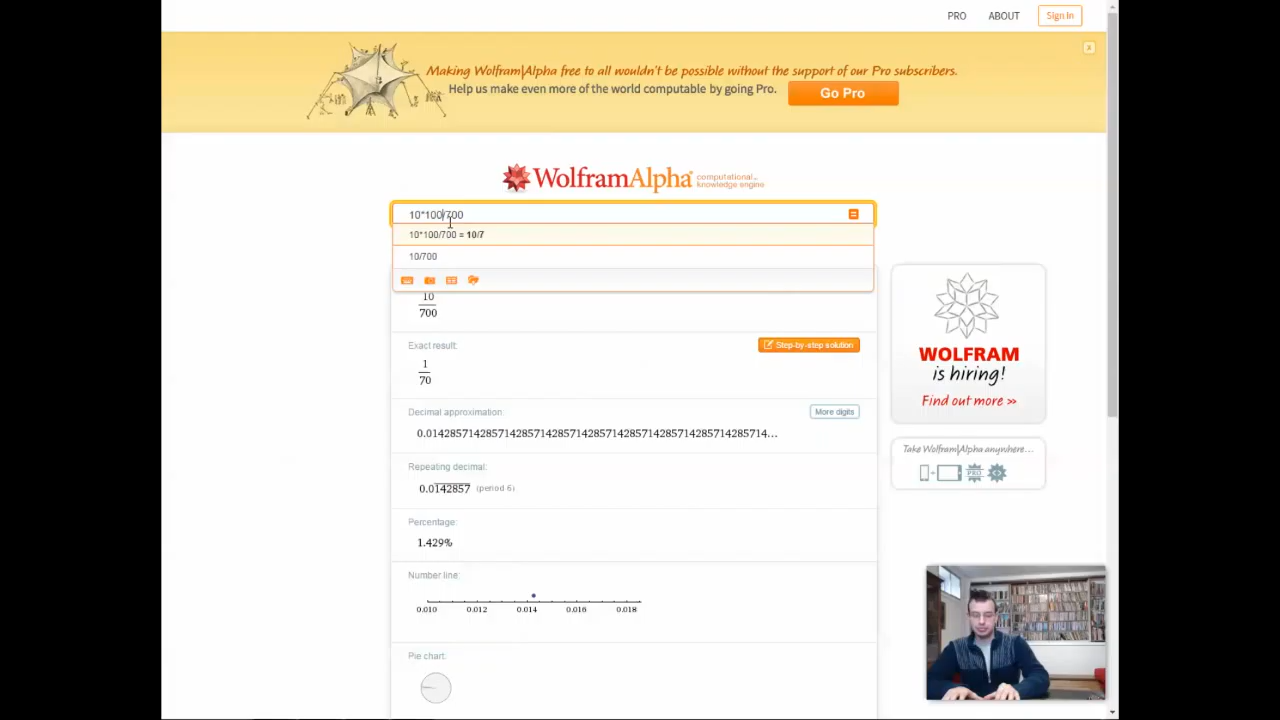 PRO ABOUT Sign In
x
Making Wolfram|Alpha free to all wouldn't be possible without the support of our Pro subscribers.
Help us make even more of the world computable by going Pro. Go Pro
WolframAlpha computational knowledge engine
10*100/700
10*100/700 = 10/7
10/700
10
700
Exact result:
Step-by-step solution
1
70
Decimal approximation:
More digits
0.014285714285714285714285714285714285714285714285714285714285714...
Repeating decimal:
0.0142857 (period 6)
Percentage:
1.429%
Number line:
0.010 0.012 0.014 0.016 0.018
Pie chart:
WOLFRAM
is hiring!
Find out more >>
Take Wolfram|Alpha anywhere...
PRO